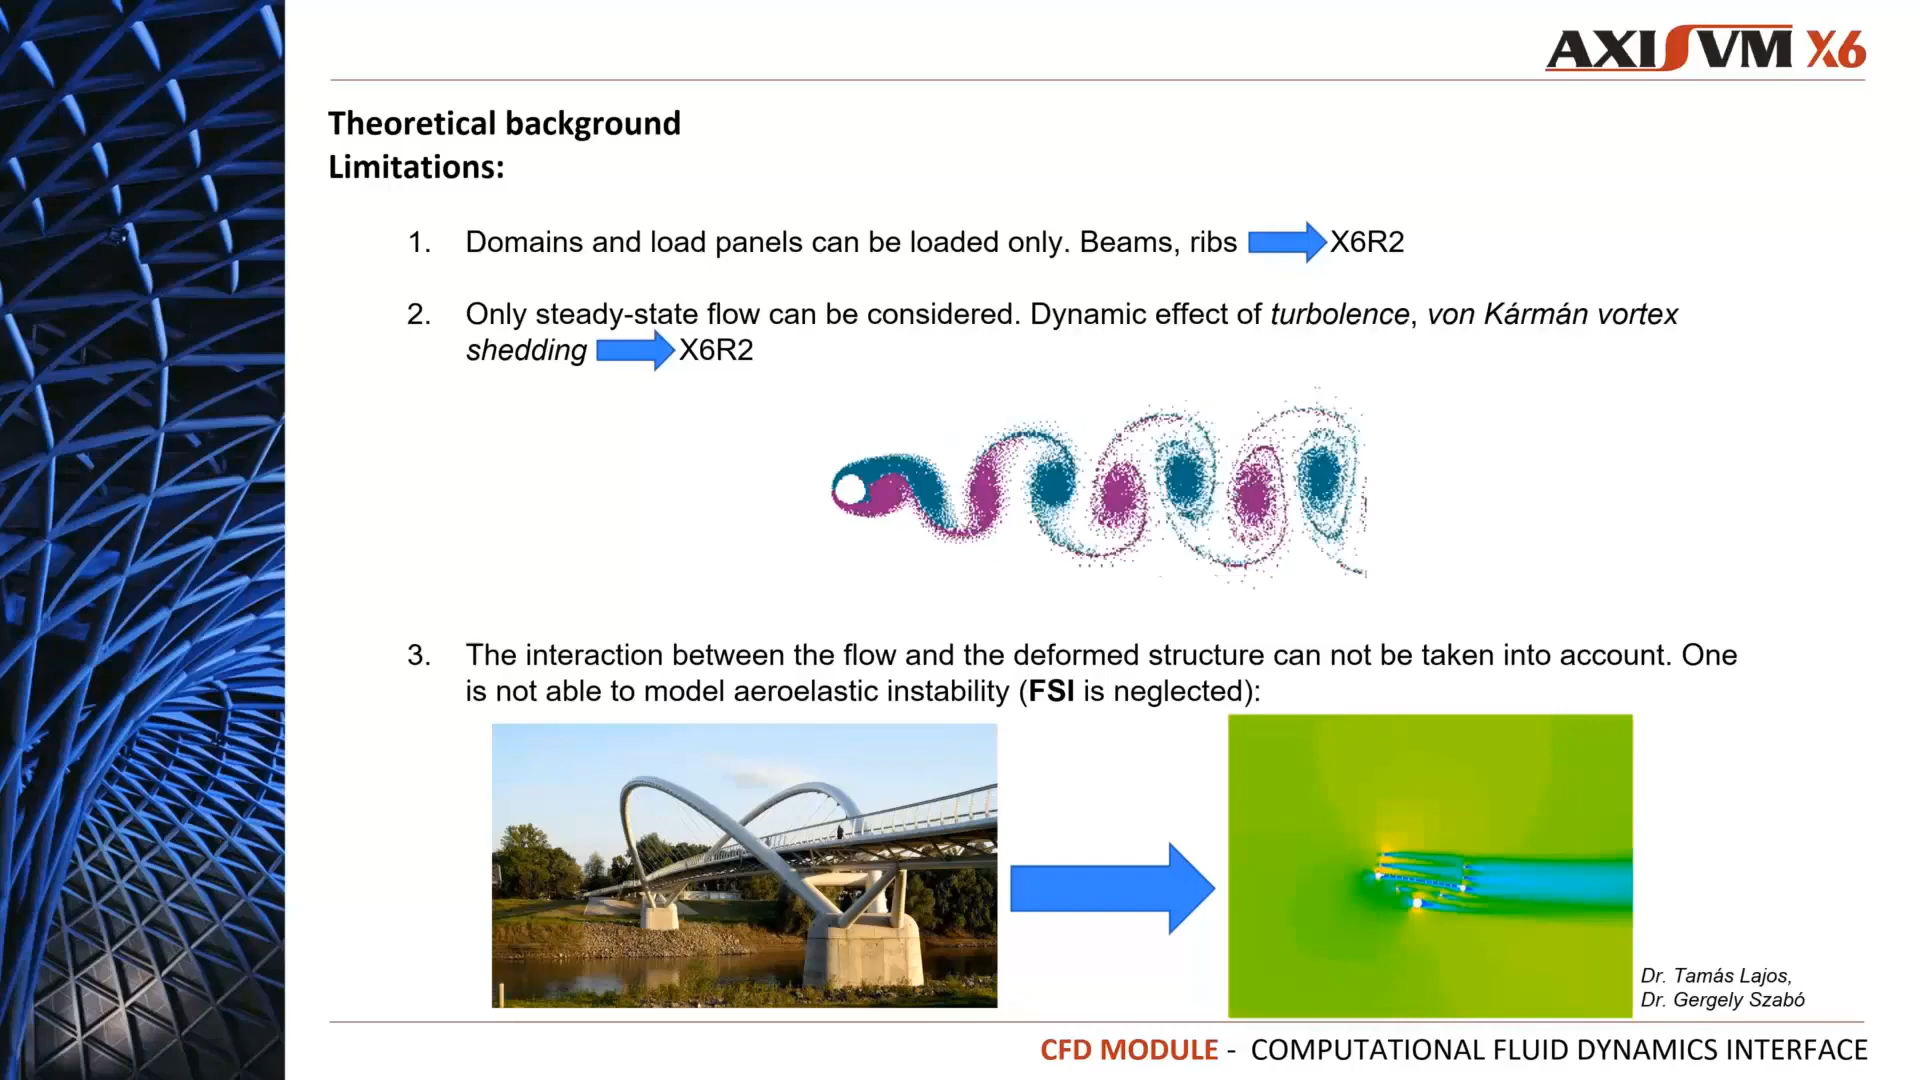 AXISVM X6
Theoretical background
Limitations:
1. Domains and load panels can be loaded only. Beams, ribs X6R2
2. Only steady-state flow can be considered. Dynamic effect of turbolence, von Kármán vortex
shedding X6R2
3. The interaction between the flow and the deformed structure can not be taken into account. One
is not able to model aeroelastic instability (FSI is neglected):
Dr. Tamás Lajos,
Dr. Gergely Szabó
CFD MODULE - COMPUTATIONAL FLUID DYNAMICS INTERFACE